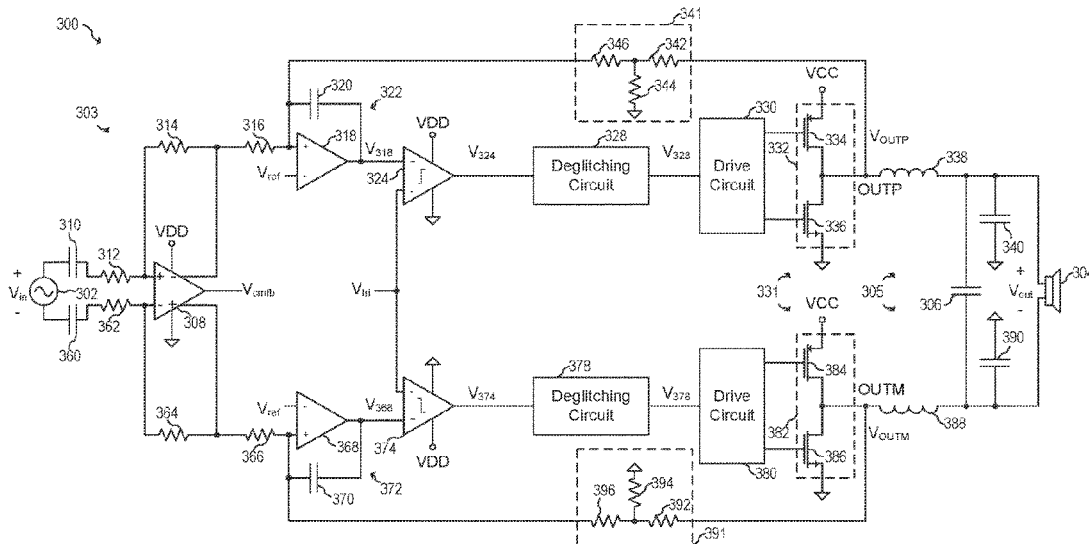 300
303
341
346
342
344
320
322
314
316
318
VDD
V318
Vref
324
V324
328
Deglitching
Circuit
V328
330
Drive
Circuit
332
VCC
334
VOUTP
338
OUTP
336
310
312
VDD
+
Vin
-
302
362
360
308
Vcmfb
Vtri
331
305
306
340
+
Vout
-
304
390
VCC
364
366
Vref
368
V368
370
372
374
VDD
V374
378
Deglitching
Circuit
V378
Drive
Circuit
380
382
384
386
OUTM
VOUTM
388
396
394
392
391